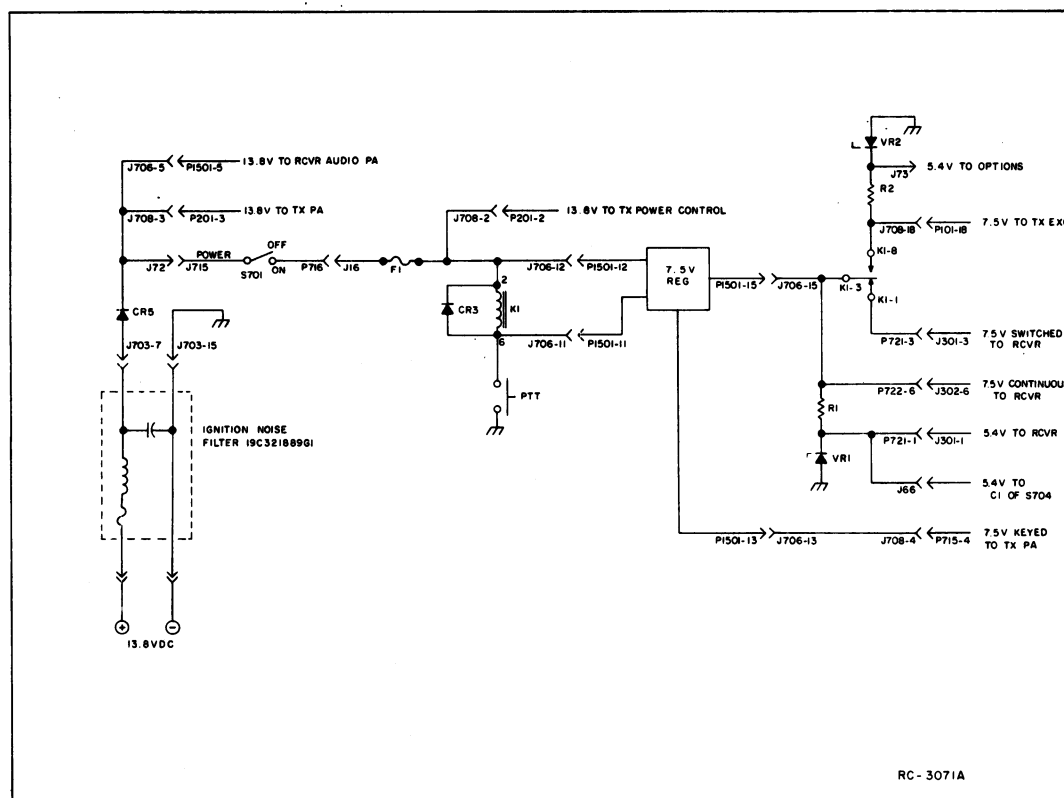 VR2
J73
5.4V TO OPTIONS
R2
J706-5
P1501-5
13.8V TO RCVR AUDIO PA
J708-3
P201-3
13.8V TO TX PA
J708-2
P201-2
13.8V TO TX POWER CONTROL
J708-18
P101-18
7.5V TO TX EX
K1-8
J72
J715
POWER
OFF
S701
ON
P716
J16
F1
J706-12
P1501-12
7.5V
REG
P1501-15
J706-15
K1-3
K1-1
2
CR3
K1
6
J706-11
P1501-11
PTT
CR5
J703-7
J703-15
P721-3
J301-3
7.5V SWITCHED
TO RCVR
P722-6
J302-6
7.5V CONTINUOU
TO RCVR
R1
P721-1
J301-1
5.4V TO RCVR
VR1
J66
5.4V TO
C1 OF S704
IGNITION NOISE
FILTER 19C321889G1
P1501-13
J706-13
J708-4
P715-4
7.5V KEYED
TO TX PA
+
−
13.8VDC
RC-3071A